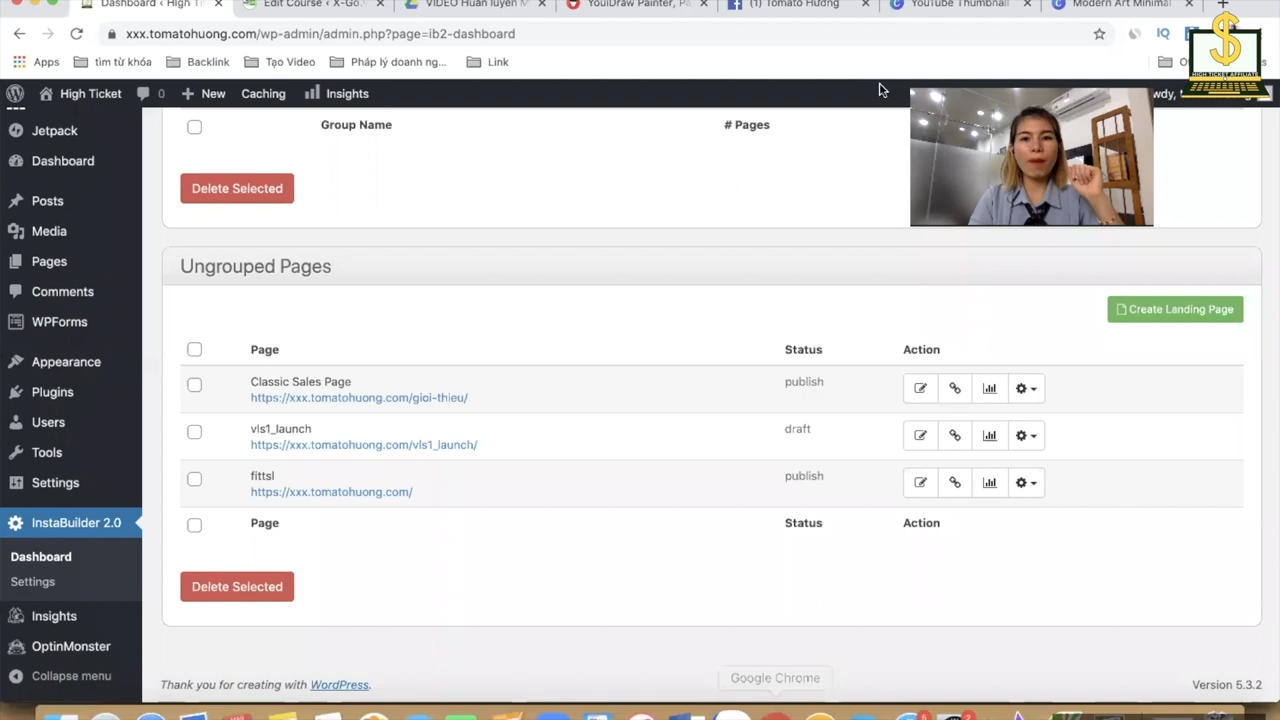 Dashboard ‹ High T
Edit Course ‹ X-Go.
VIDEO Huấn luyện M
YouiDraw Painter, Pa
(1) Tomato Hương
YouTube Thumbnail
Modern Art Minimal
xxx.tomatohuong.com/wp-admin/admin.php?page=ib2-dashboard
IQ
Apps
tìm từ khóa
Backlink
Tạo Video
Pháp lý doanh ng...
Link
HIGH TICKET AFFILIATE
High Ticket
0
New
Caching
Insights
Jetpack
Dashboard
Posts
Media
Pages
Comments
WPForms
Appearance
Plugins
Users
Tools
Settings
InstaBuilder 2.0
Dashboard
Settings
Insights
OptinMonster
Collapse menu
Group Name
# Pages
Delete Selected
Ungrouped Pages
Create Landing Page
Page Status Action
Classic Sales Page publish
https://xxx.tomatohuong.com/gioi-thieu/
vls1_launch draft
https://xxx.tomatohuong.com/vls1_launch/
fittsl publish
https://xxx.tomatohuong.com/
Page Status Action
Delete Selected
Google Chrome
Thank you for creating with WordPress.
Version 5.3.2